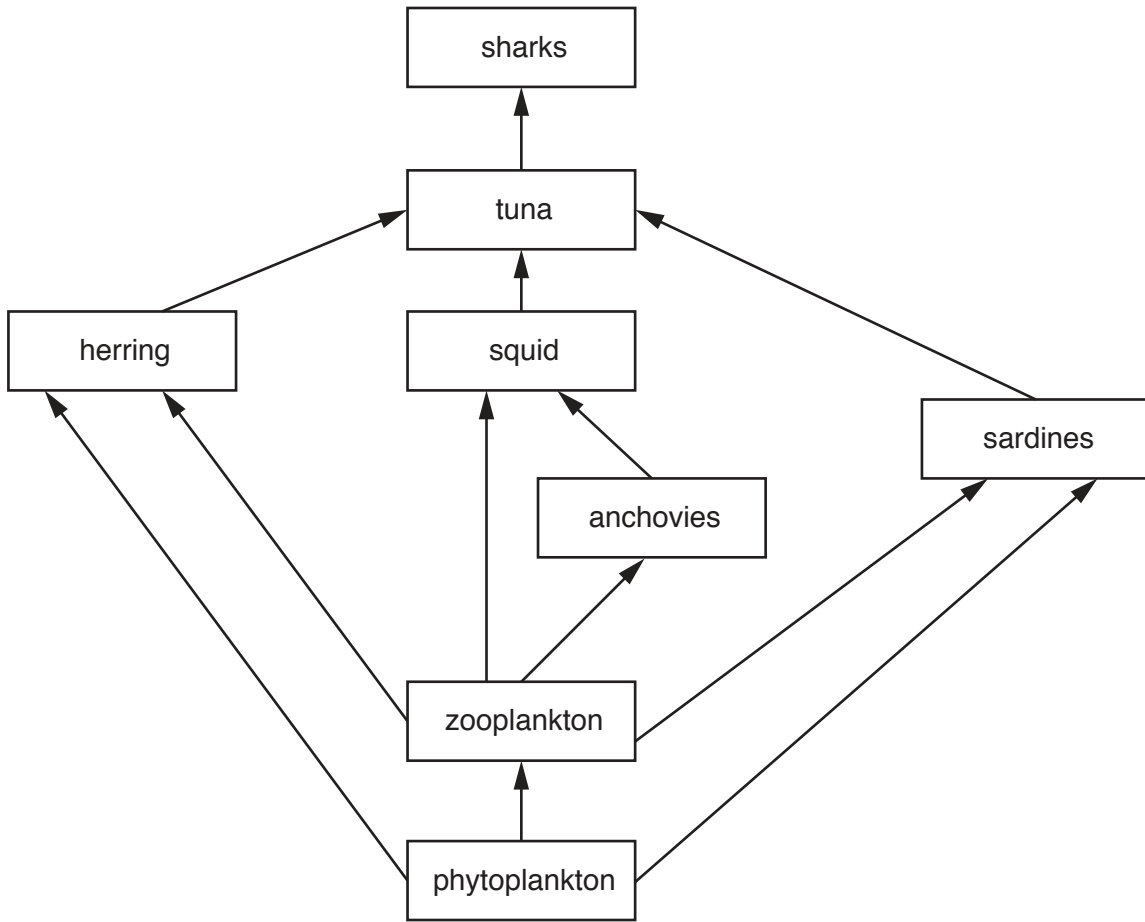 sharks
tuna
herring
squid
sardines
anchovies
zooplankton
phytoplankton